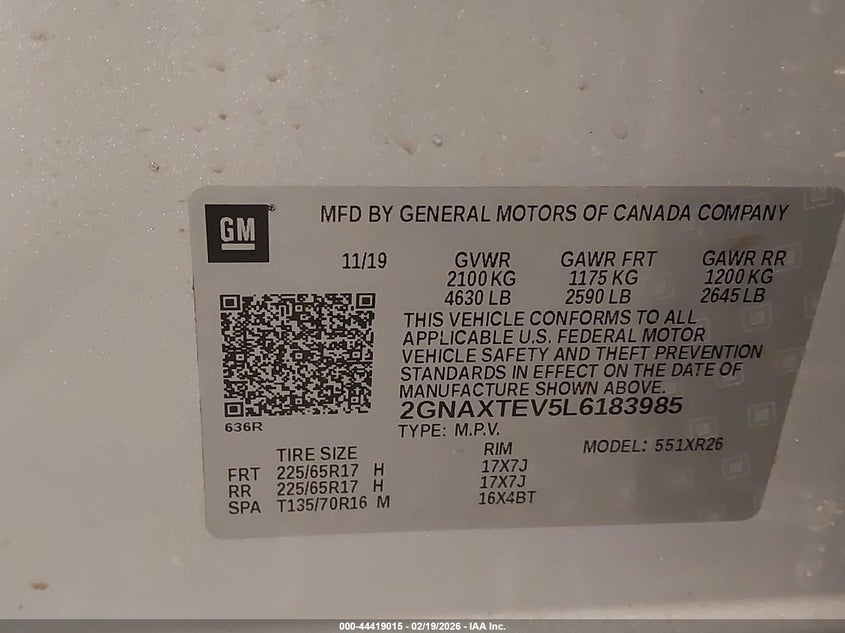 GM
MFD BY GENERAL MOTORS OF CANADA COMPANY
11/19 GVWR GAWR FRT GAWR RR
2100 KG 1175 KG 1200 KG
4630 LB 2590 LB 2645 LB
THIS VEHICLE CONFORMS TO ALL
APPLICABLE U.S. FEDERAL MOTOR
VEHICLE SAFETY AND THEFT PREVENTION
STANDARDS IN EFFECT ON THE DATE OF
MANUFACTURE SHOWN ABOVE.
2GNAXTEV5L6183985
636R
TYPE: M.P.V.
TIRE SIZE RIM MODEL: 551XR26
FRT 225/65R17 H 17X7J
RR 225/65R17 H 17X7J
SPA T135/70R16 M 16X4BT
000-44419015 - 02/19/2026 - IAA Inc.